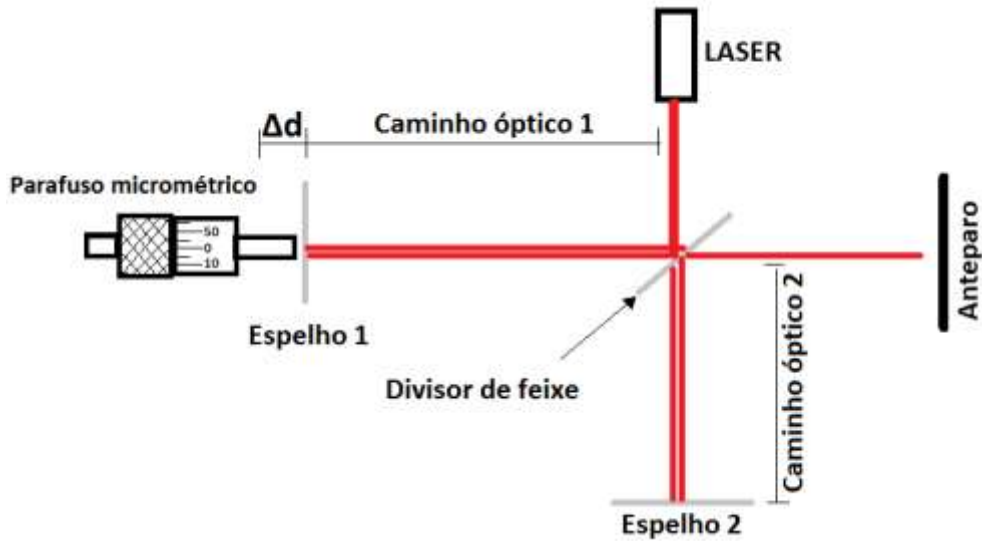 LASER
Δd
Caminho óptico 1
Parafuso micrométrico
50
0
10
Espelho 1
Divisor de feixe
Caminho óptico 2
Anteparo
Espelho 2